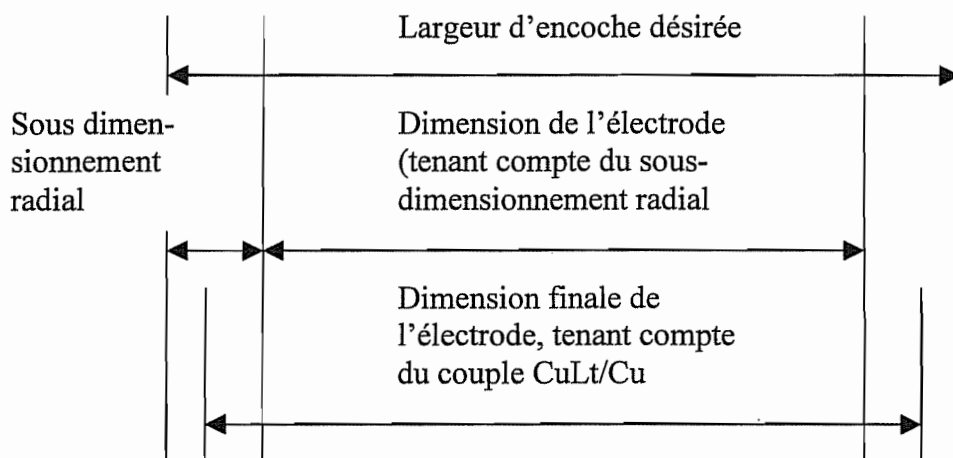 Largeur d'encoche désirée
Sous dimen-
sionnement
radial
Dimension de l'électrode
(tenant compte du sous-
dimensionnement radial
Dimension finale de
l'électrode, tenant compte
du couple CuLt/Cu